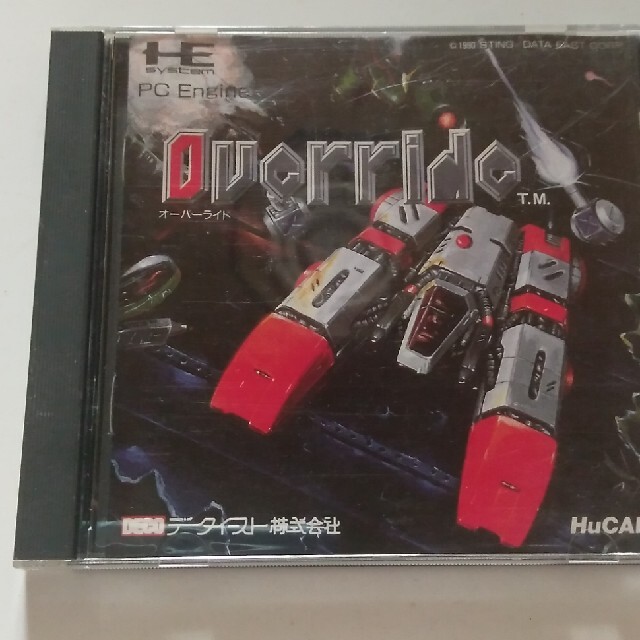 HE
system
PC Engine
© 1990 STING DATA EAST CORP.
Override
T.M.
オーバーライド
DECO データイースト株式会社
HuCA